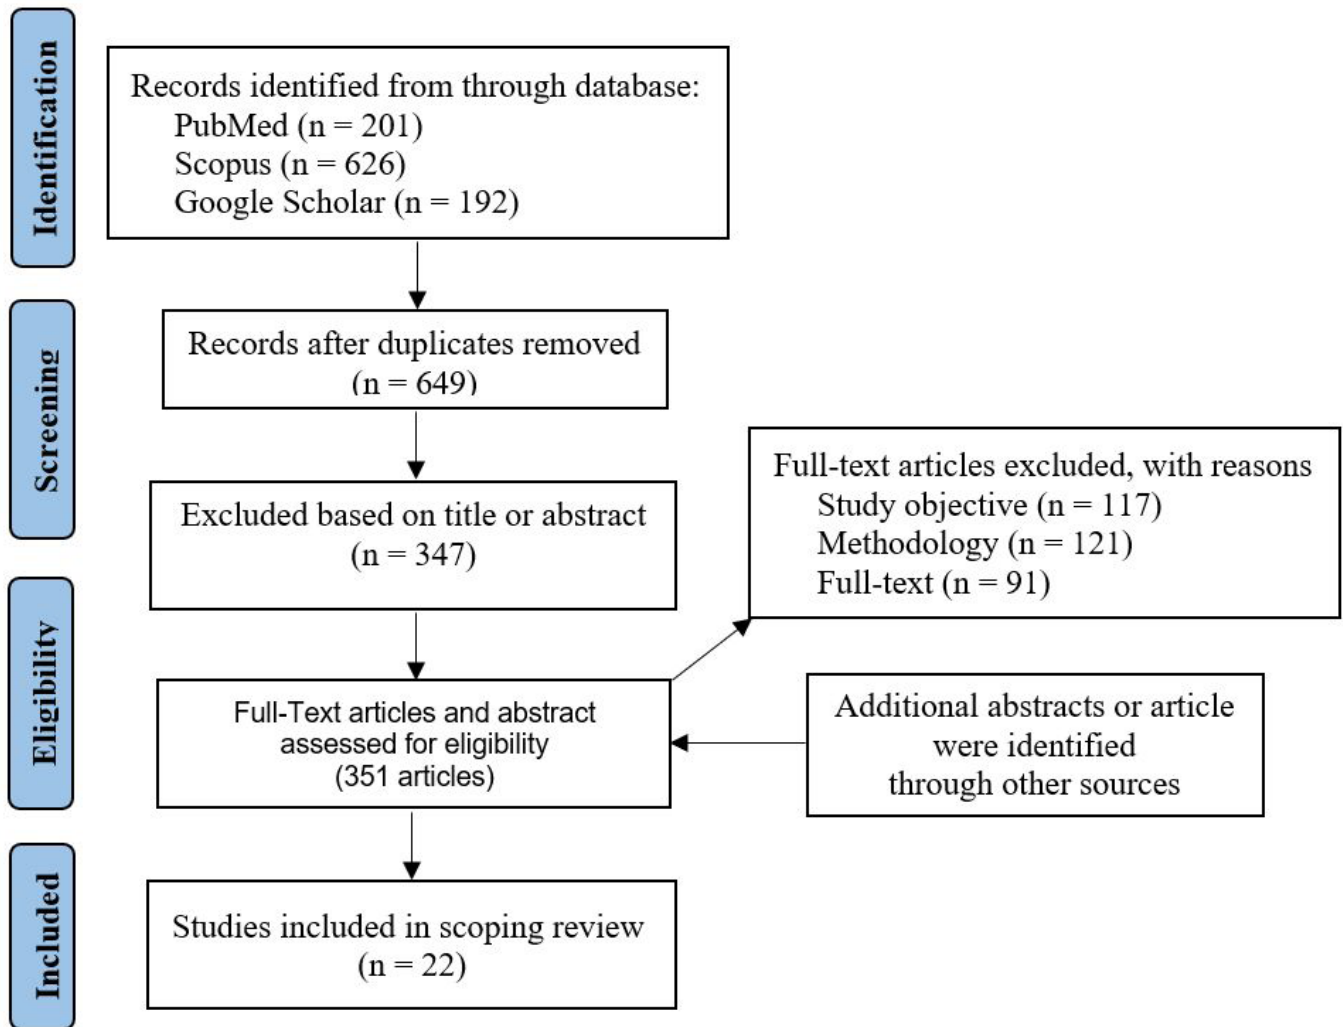 Identification
Records identified from through database:
PubMed (n = 201)
Scopus (n = 626)
Google Scholar (n = 192)
Screening
Records after duplicates removed
(n = 649)
Excluded based on title or abstract
(n = 347)
Full-text articles excluded, with reasons
Study objective (n = 117)
Methodology (n = 121)
Full-text (n = 91)
Eligibility
Full-Text articles and abstract
assessed for eligibility
(351 articles)
Additional abstracts or article
were identified
through other sources
Included
Studies included in scoping review
(n = 22)